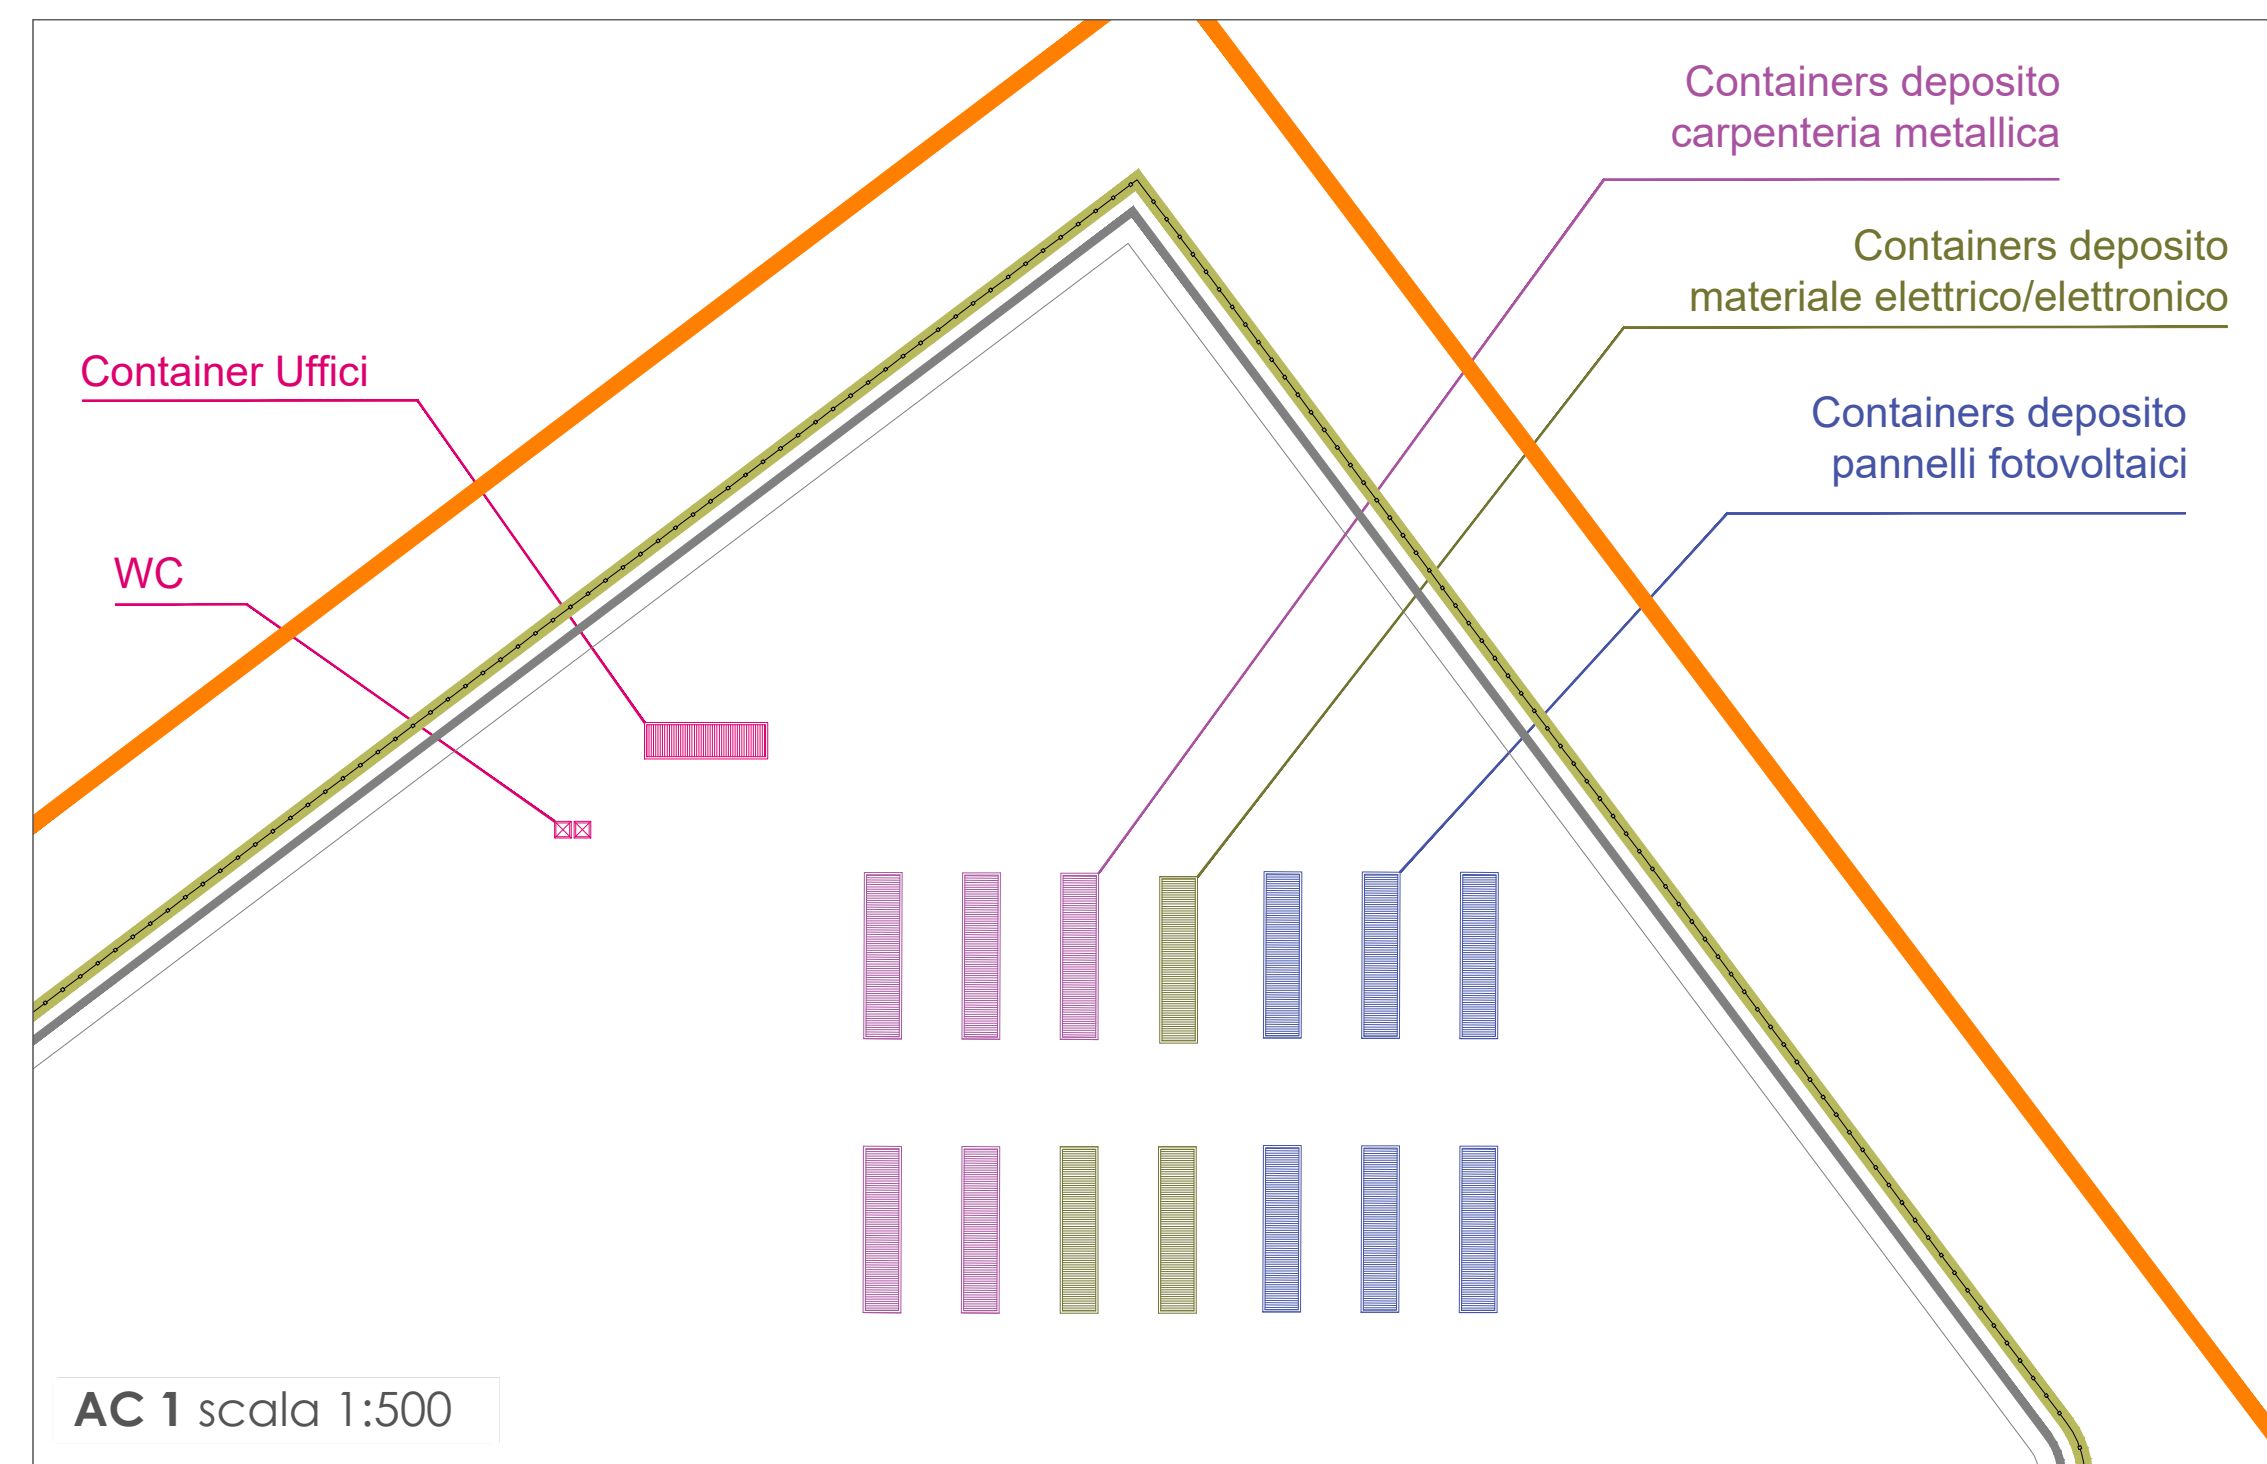 Containers deposito
carpenteria metallica
Containers deposito
materiale elettrico/elettronico
Container Uffici
Containers deposito
pannelli fotovoltaici
WC
AC 1 scala 1:500